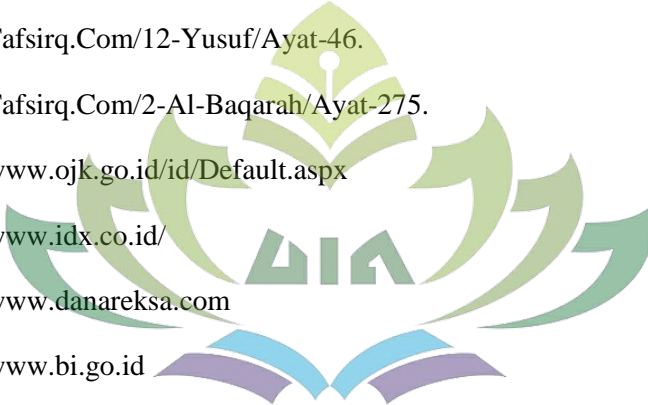 Tafsirq.Com/12-Yusuf/Ayat-46.
Tafsirq.Com/2-Al-Baqarah/Ayat-275.
www.ojk.go.id/id/Default.aspx
www.idx.co.id/
UIN
www.danareksa.com
www.bi.go.id